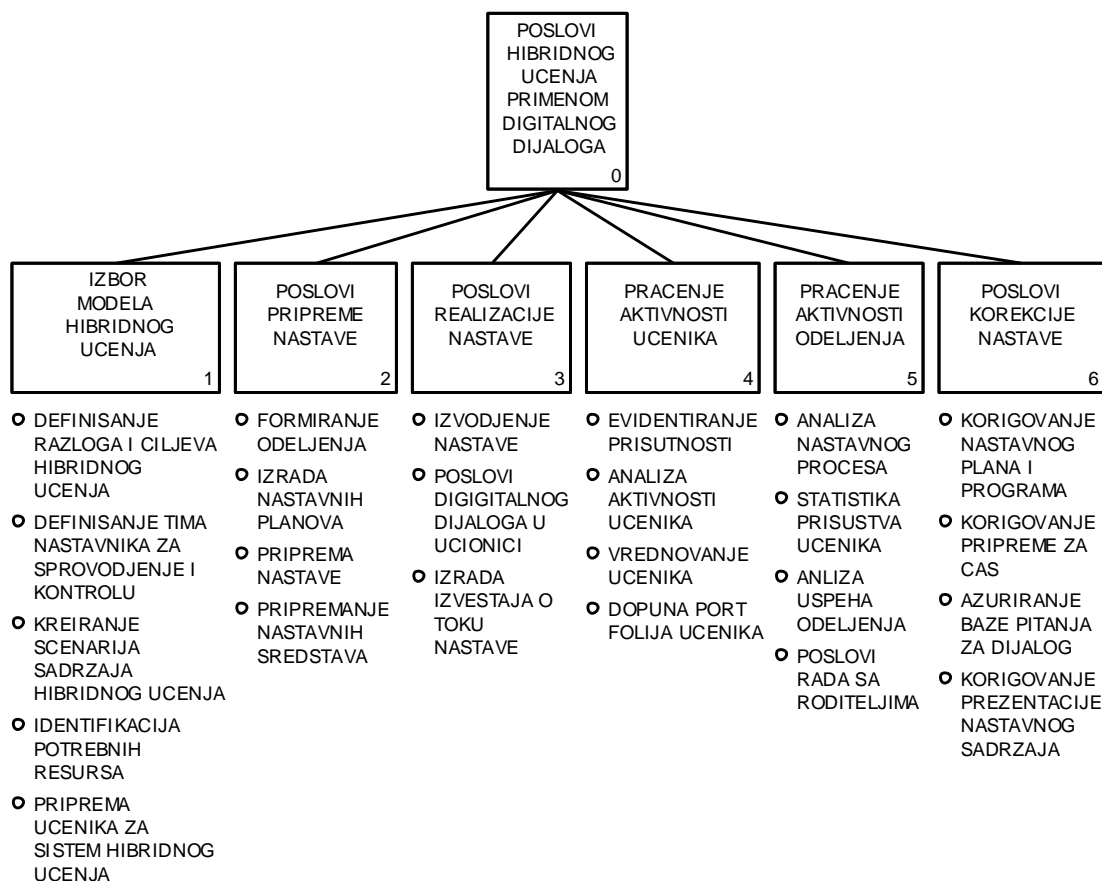 POSLOVI
HIBRIDNOG
UCENJA
PRIMENOM
DIGITALNOG
DIJALOGA
0
IZBOR
MODELA
HIBRIDNOG
UCENJA
1
POSLOVI
PRIPREME
NASTAVE
2
POSLOVI
REALIZACIJE
NASTAVE
3
PRACENJE
AKTIVNOSTI
UCENIKA
4
PRACENJE
AKTIVNOSTI
ODELJENJA
5
POSLOVI
KOREKCIJE
NASTAVE
6
DEFINISANJE
RAZLOGA I CILJEVA
HIBRIDNOG
UCENJA
DEFINISANJE TIMA
NASTAVNIKA ZA
SPROVODJENJE I
KONTROLU
KREIRANJE
SCENARIJA
SADRZAJA
HIBRIDNOG UCENJA
IDENTIFIKACIJA
POTREBNIH
RESURSA
PRIPREMA
UCENIKA ZA
SISTEM HIBRIDNOG
UCENJA
FORMIRANJE
ODELJENJA
IZRADA
NASTAVNIH
PLANOVA
PRIPREMA
NASTAVE
PRIPREMANJE
NASTAVNIH
SREDSTAVA
IZVODJENJE
NASTAVE
POSLOVI
DIGIGITALNOG
DIJALOGA U
UCIONICI
IZRADA
IZVESTAJA O
TOKU
NASTAVE
EVIDENTIRANJE
PRISUTNOSTI
ANALIZA
AKTIVNOSTI
UCENIKA
VREDNOVANJE
UCENIKA
DOPUNA PORT
FOLIJA UCENIKA
ANALIZA
NASTAVNOG
PROCESA
STATISTIKA
PRISUSTVA
UCENIKA
ANLIZA
USPEHA
ODELJENJA
POSLOVI
RADA SA
RODITELJIMA
KORIGOVANJE
NASTAVNOG
PLANA I
PROGRAMA
KORIGOVANJE
PRIPREME ZA
CAS
AZURIRANJE
BAZE PITANJA
ZA DIJALOG
KORIGOVANJE
PREZENTACIJE
NASTAVNOG
SADRZAJA